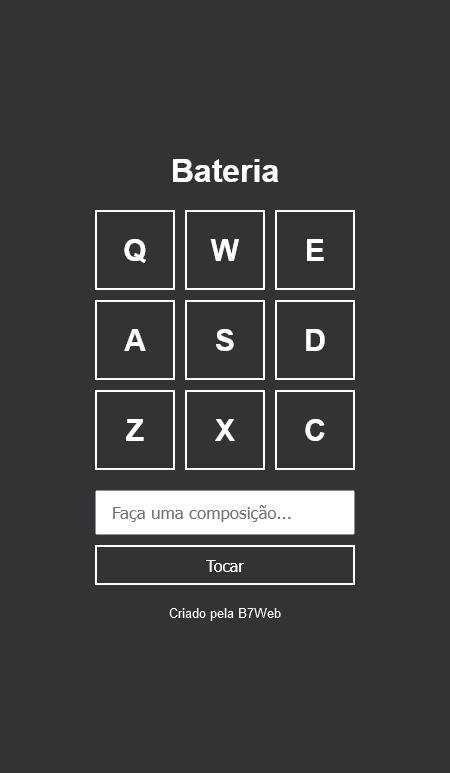 Bateria
Q W E
A S D
Z X C
Faça uma composição...
Tocar
Criado pela B7Web